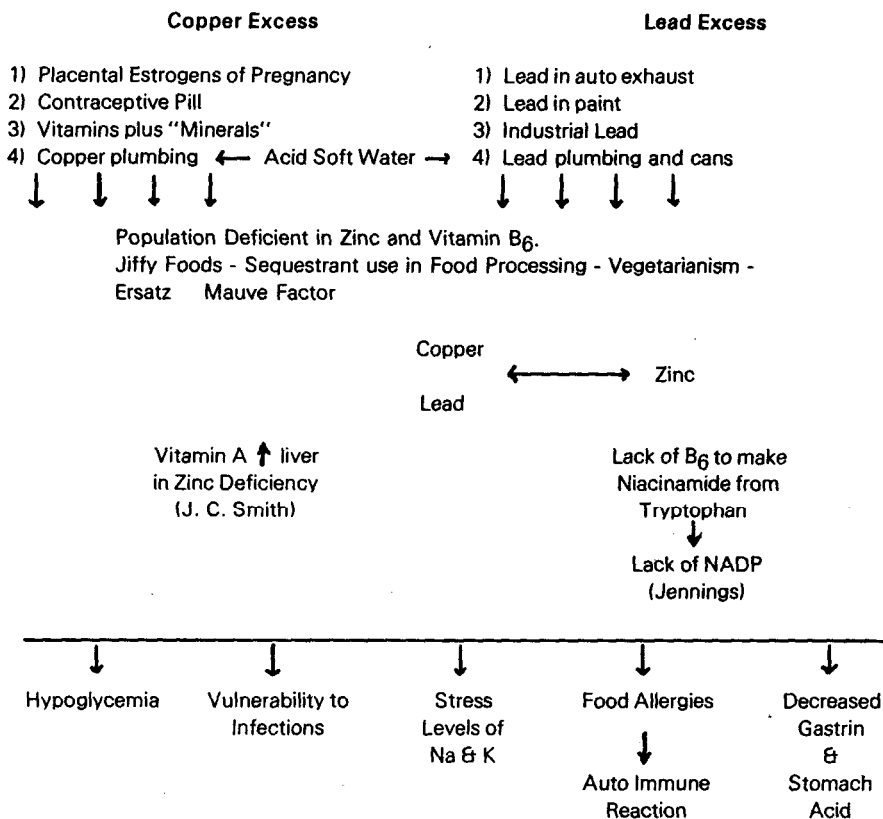 Copper Excess
Lead Excess
1) Placental Estrogens of Pregnancy
2) Contraceptive Pill
3) Vitamins plus "Minerals"
4) Copper plumbing ← Acid Soft Water →
1) Lead in auto exhaust
2) Lead in paint
3) Industrial Lead
4) Lead plumbing and cans
Population Deficient in Zinc and Vitamin B6.
Jiffy Foods - Sequestrant use in Food Processing - Vegetarianism -
Ersatz Mauve Factor
Copper
Lead
Zinc
Vitamin A ↑ liver
in Zinc Deficiency
(J. C. Smith)
Lack of B6 to make
Niacinamide from
Tryptophan
Lack of NADP
(Jennings)
Hypoglycemia
Vulnerability to
Infections
Stress
Levels of
Na & K
Food Allergies
Auto Immune
Reaction
Decreased
Gastrin
&
Stomach
Acid